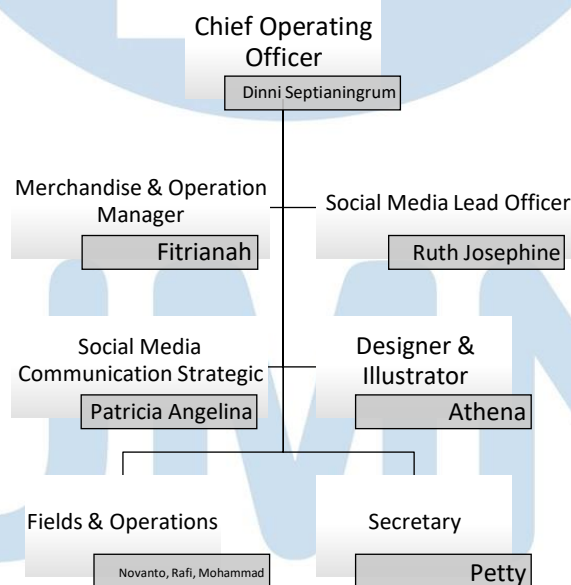 Chief Operating
Officer
Dinni Septianingrum
Merchandise & Operation
Manager
Fitrianah
Social Media Lead Officer
Ruth Josephine
Social Media
Communication Strategic
Patricia Angelina
Designer &
Illustrator
Athena
Fields & Operations
Novanto, Rafi, Mohammad
Secretary
Petty